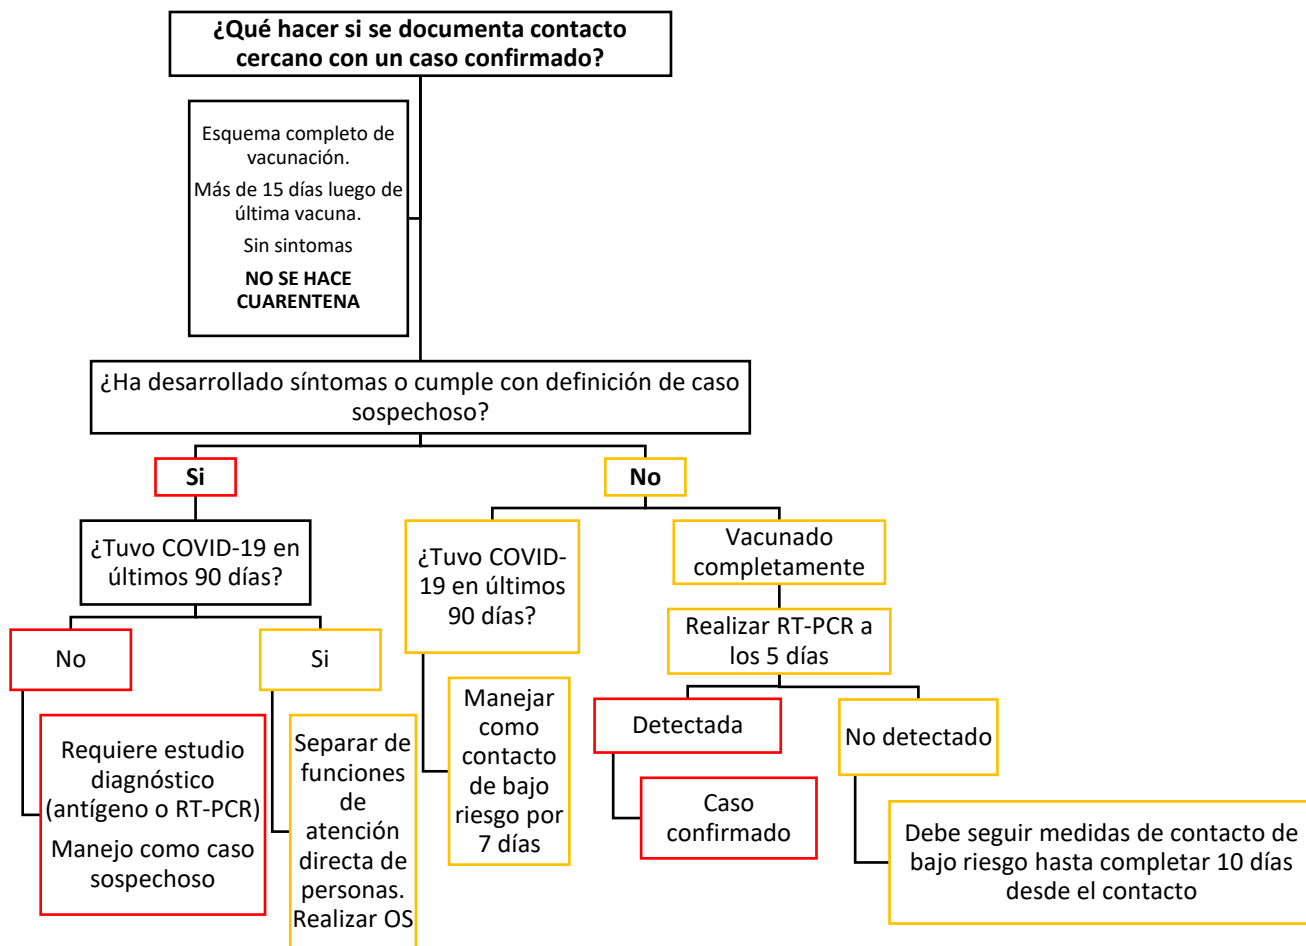 ¿Qué hacer si se documenta contacto
cercano con un caso confirmado?
Esquema completo de
vacunación.
Más de 15 días luego de
última vacuna.
Sin sintomas
NO SE HACE
CUARENTENA
¿Ha desarrollado síntomas o cumple con definición de caso
sospechoso?
Si
No
¿Tuvo COVID-19 en
últimos 90 días?
No
Si
Requiere estudio
diagnóstico
(antígeno o RT-PCR)
Manejo como caso
sospechoso
Separar de
funciones
de
atención
directa de
personas.
Realizar OS
¿Tuvo COVID-
19 en últimos
90 días?
Manejar
como
contacto
de bajo
riesgo por
7 días
Vacunado
completamente
Realizar RT-PCR a
los 5 días
Detectada
Caso
confirmado
No detectado
Debe seguir medidas de contacto de
bajo riesgo hasta completar 10 días
desde el contacto